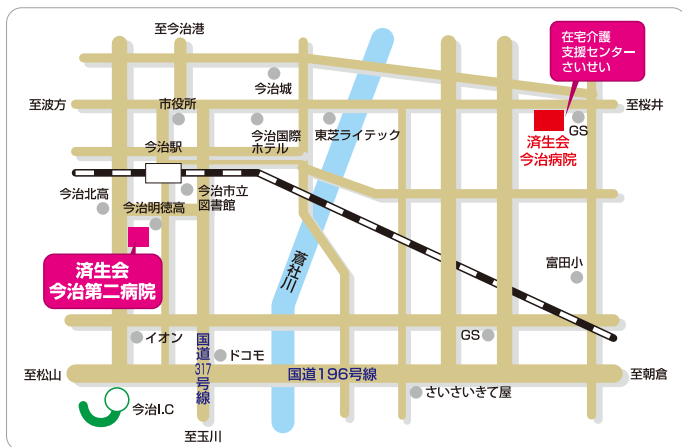 至今治港
在宅介護
支援センター
さいせい
今治城
至波方
市役所
至桜井
GS
今治国際
ホテル
東芝ライテック
済生会
今治病院
今治駅
今治北高
今治市立
図書館
今治明徳高
済生会
今治第二病院
蒼社川
富田小
イオン
国道317号線
ドコモ
GS
至松山
国道196号線
至朝倉
さいさいきて屋
今治I.C
至玉川